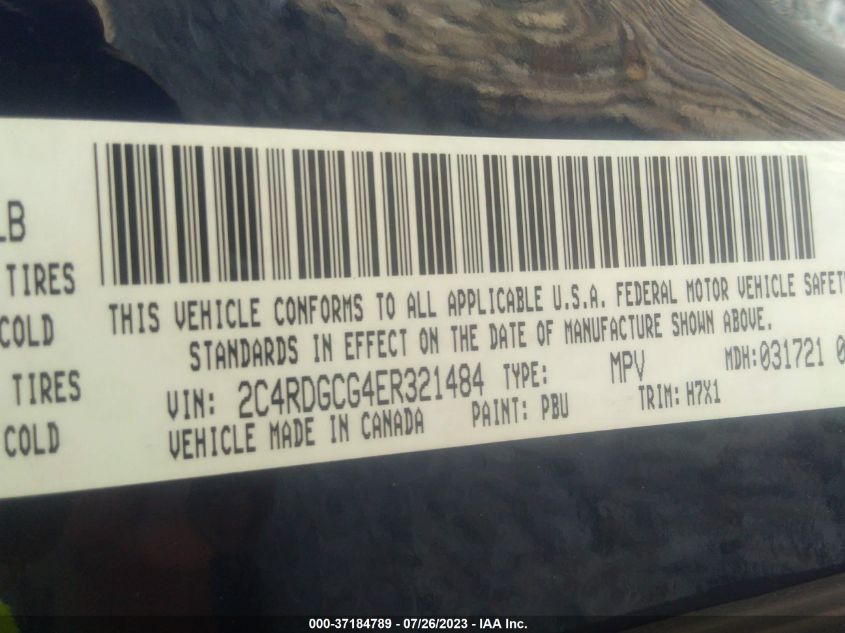 LB
TIRES
COLD
TIRES
COLD
THIS VEHICLE CONFORMS TO ALL APPLICABLE U.S.A. FEDERAL MOTOR VEHICLE SAFETY
STANDARDS IN EFFECT ON THE DATE OF MANUFACTURE SHOWN ABOVE.
VIN: 2C4RDGCG4ER321484 TYPE: MPV MDH:031721 0
VEHICLE MADE IN CANADA PAINT: PBU TRIM: H7X1
000-37184789 - 07/26/2023 - IAA Inc.